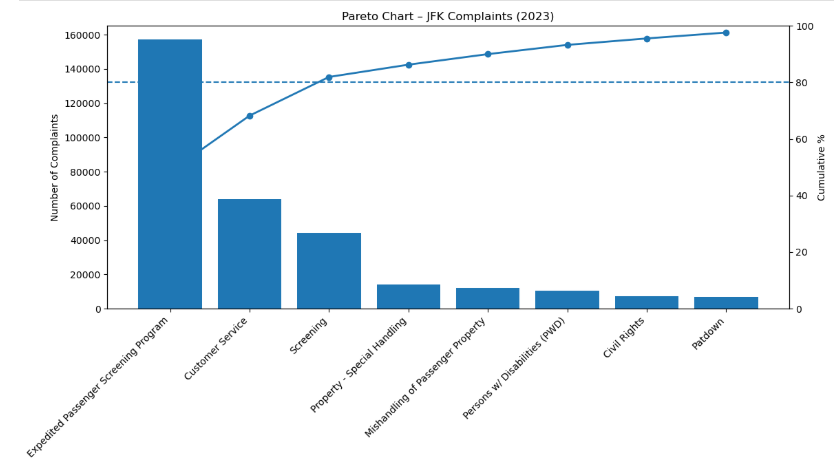 Pareto Chart – JFK Complaints (2023)
Number of Complaints
160000
140000
120000
100000
80000
60000
40000
20000
0
100
80
60
40
20
0
Cumulative %
Expedited Passenger Screening Program
Customer Service
Screening
Property - Special Handling
Mishandling of Passenger Property
Persons w/ Disabilities (PWD)
Civil Rights
Patdown